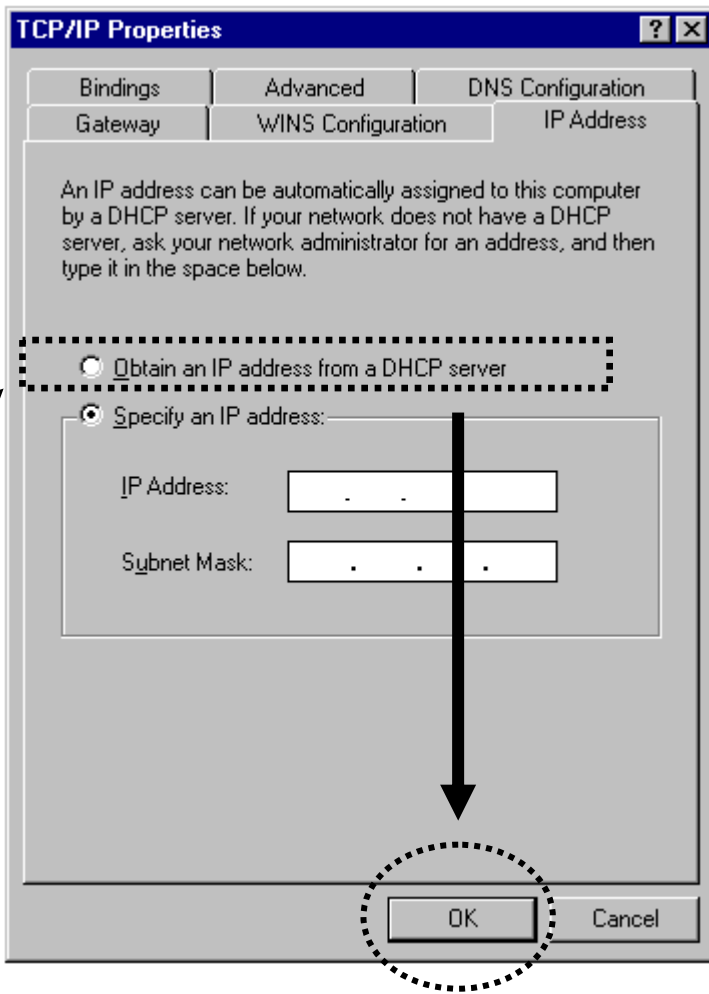 TCP/IP Properties
Bindings Advanced DNS Configuration
Gateway WINS Configuration IP Address
An IP address can be automatically assigned to this computer
by a DHCP server. If your network does not have a DHCP
server, ask your network administrator for an address, and then
type it in the space below.
Obtain an IP address from a DHCP server
Specify an IP address:
IP Address:
Subnet Mask:
OK Cancel